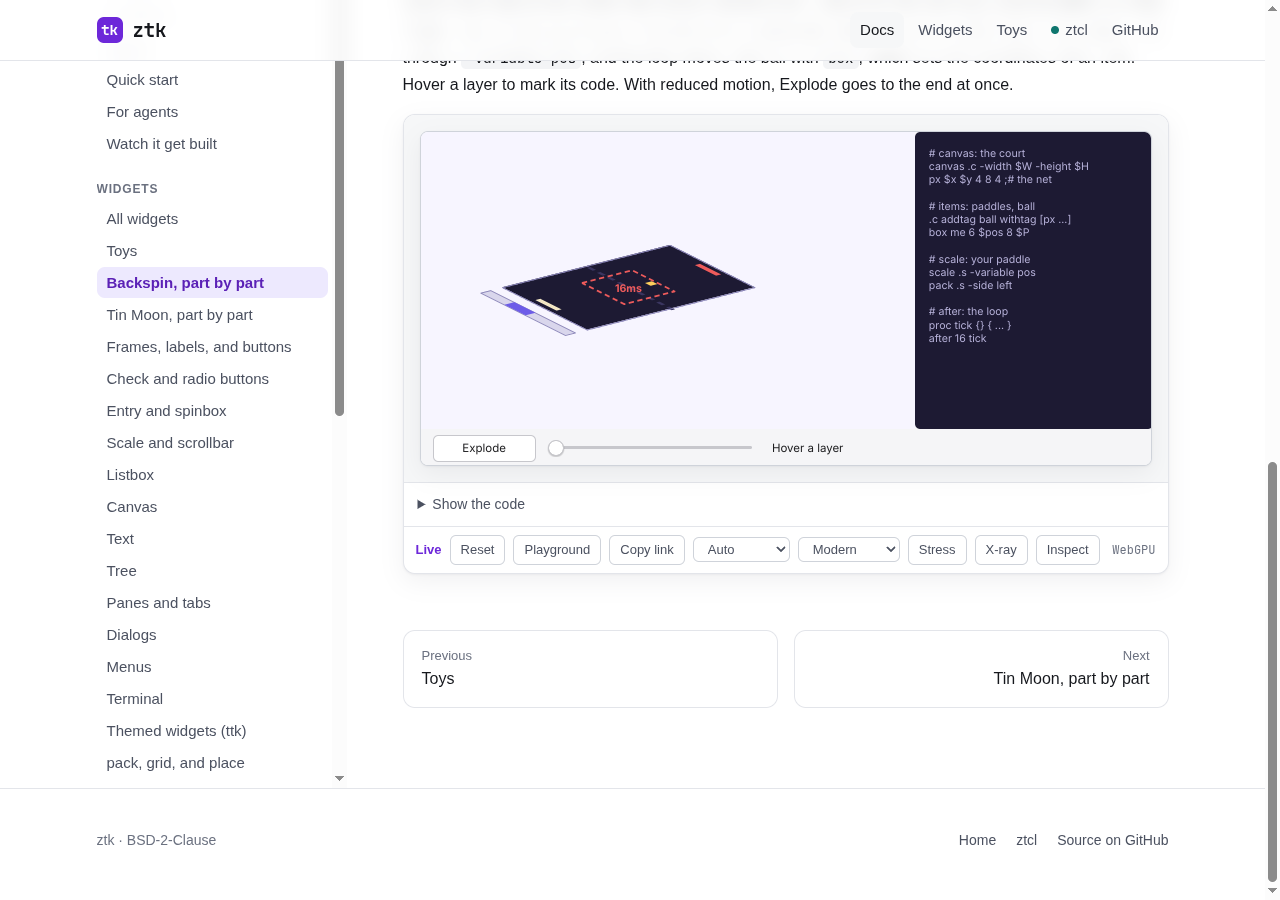 tk ztk
Docs
Widgets
Toys
ztcl
GitHub
Quick start
For agents
Watch it get built
WIDGETS
All widgets
Toys
Backspin, part by part
Tin Moon, part by part
Frames, labels, and buttons
Check and radio buttons
Entry and spinbox
Scale and scrollbar
Listbox
Canvas
Text
Tree
Panes and tabs
Dialogs
Menus
Terminal
Themed widgets (ttk)
pack, grid, and place
through -variable pos, and the loop moves the ball with box, which sets the coordinates of an item.
Hover a layer to mark its code. With reduced motion, Explode goes to the end at once.
16ms
# canvas: the court
canvas .c -width $W -height $H
px $x $y 4 8 4 ;# the net
# items: paddles, ball
.c addtag ball withtag [px ...]
box me 6 $pos 8 $P
# scale: your paddle
scale .s -variable pos
pack .s -side left
# after: the loop
proc tick {} { ... }
after 16 tick
Explode
Hover a layer
Show the code
Live
Reset
Playground
Copy link
Auto
Modern
Stress
X-ray
Inspect
WebGPU
Previous
Toys
Next
Tin Moon, part by part
ztk · BSD-2-Clause
Home
ztcl
Source on GitHub